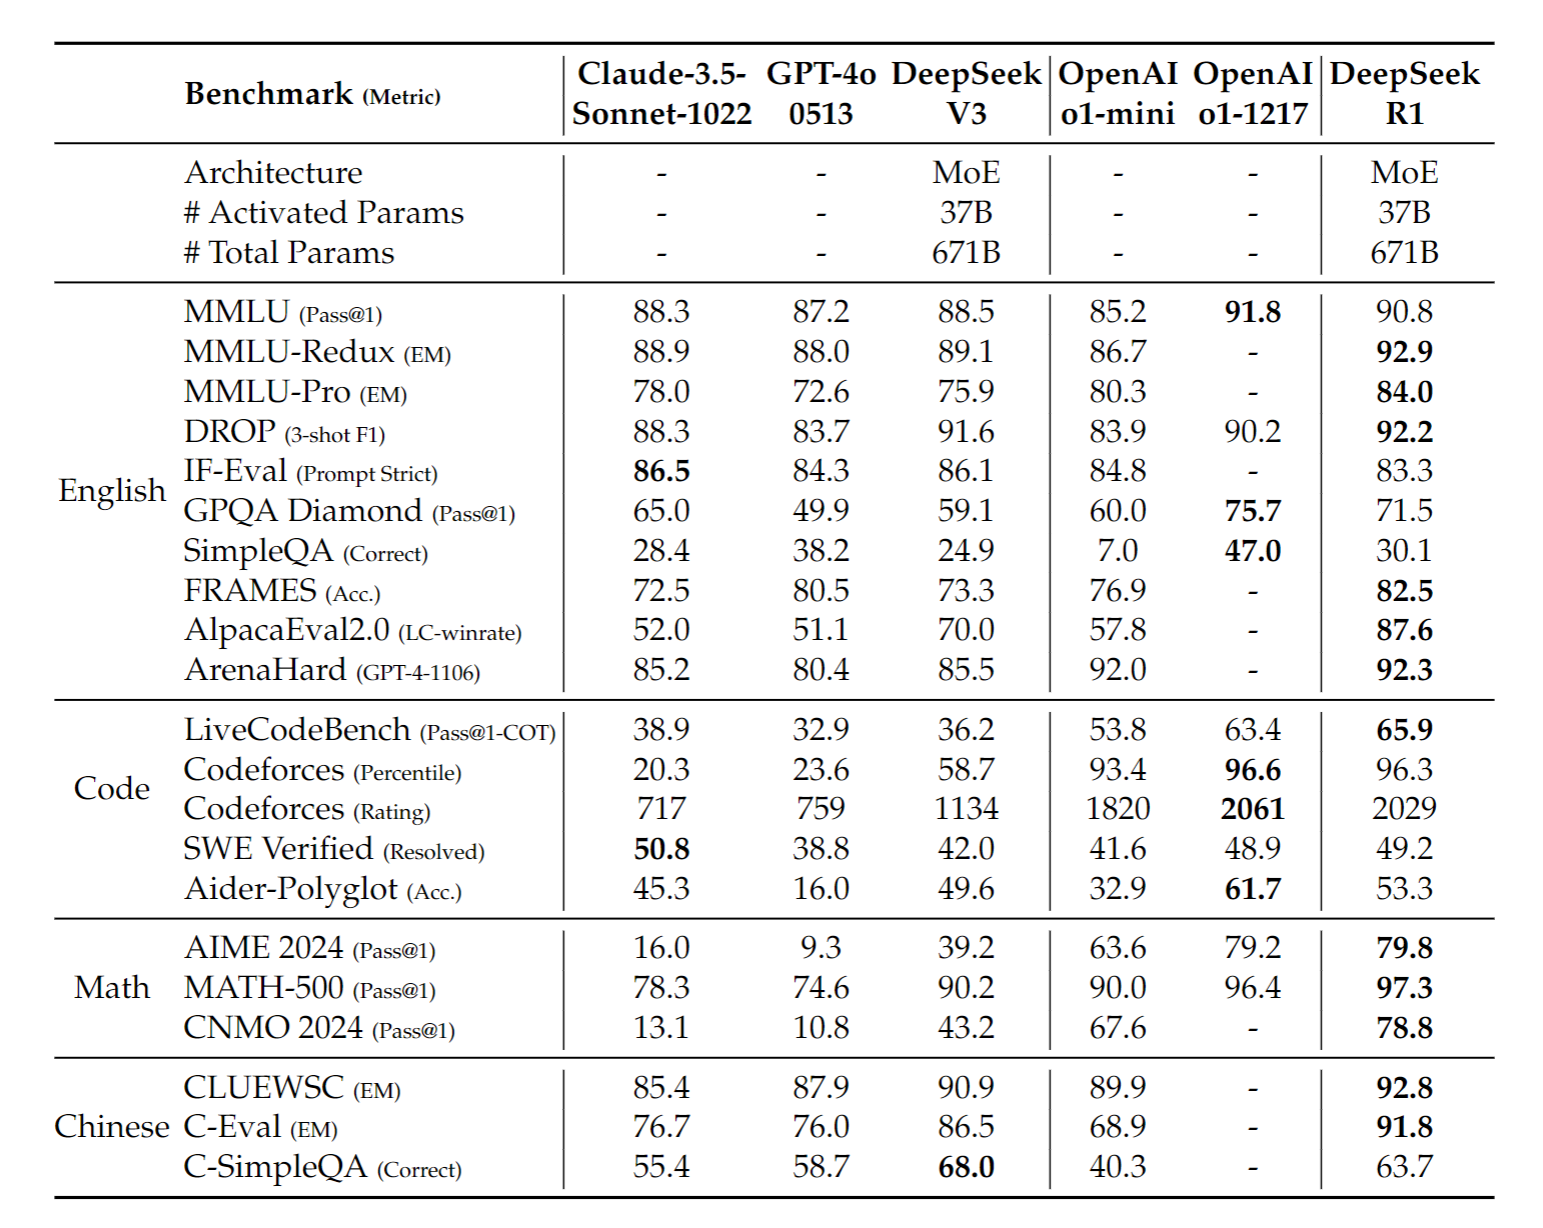 Benchmark (Metric) Claude-3.5-Sonnet-1022 GPT-4o 0513 DeepSeek V3 OpenAI o1-mini OpenAI o1-1217 DeepSeek R1
Architecture - - MoE - - MoE
# Activated Params - - 37B - - 37B
# Total Params - - 671B - - 671B
English
MMLU (Pass@1) 88.3 87.2 88.5 85.2 91.8 90.8
MMLU-Redux (EM) 88.9 88.0 89.1 86.7 - 92.9
MMLU-Pro (EM) 78.0 72.6 75.9 80.3 - 84.0
DROP (3-shot F1) 88.3 83.7 91.6 83.9 90.2 92.2
IF-Eval (Prompt Strict) 86.5 84.3 86.1 84.8 - 83.3
GPQA Diamond (Pass@1) 65.0 49.9 59.1 60.0 75.7 71.5
SimpleQA (Correct) 28.4 38.2 24.9 7.0 47.0 30.1
FRAMES (Acc.) 72.5 80.5 73.3 76.9 - 82.5
AlpacaEval2.0 (LC-winrate) 52.0 51.1 70.0 57.8 - 87.6
ArenaHard (GPT-4-1106) 85.2 80.4 85.5 92.0 - 92.3
Code
LiveCodeBench (Pass@1-COT) 38.9 32.9 36.2 53.8 63.4 65.9
Codeforces (Percentile) 20.3 23.6 58.7 93.4 96.6 96.3
Codeforces (Rating) 717 759 1134 1820 2061 2029
SWE Verified (Resolved) 50.8 38.8 42.0 41.6 48.9 49.2
Aider-Polyglot (Acc.) 45.3 16.0 49.6 32.9 61.7 53.3
Math
AIME 2024 (Pass@1) 16.0 9.3 39.2 63.6 79.2 79.8
MATH-500 (Pass@1) 78.3 74.6 90.2 90.0 96.4 97.3
CNMO 2024 (Pass@1) 13.1 10.8 43.2 67.6 - 78.8
Chinese
CLUEWSC (EM) 85.4 87.9 90.9 89.9 - 92.8
C-Eval (EM) 76.7 76.0 86.5 68.9 - 91.8
C-SimpleQA (Correct) 55.4 58.7 68.0 40.3 - 63.7